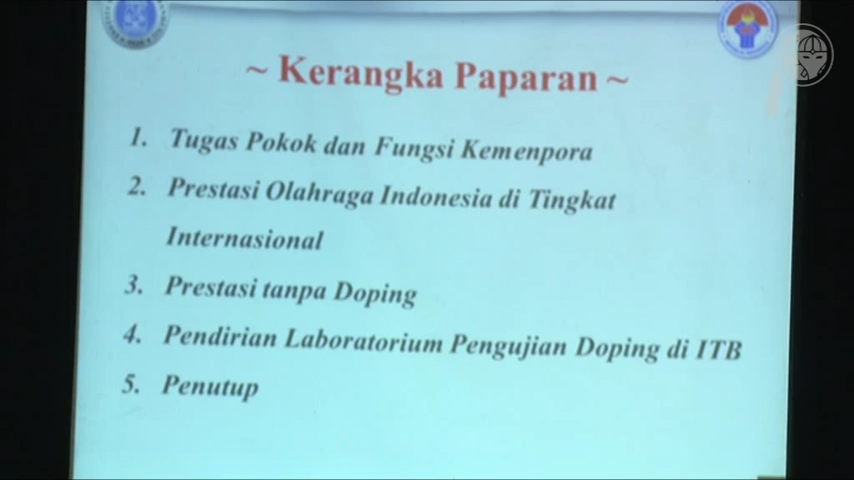 ~ Kerangka Paparan ~
1. Tugas Pokok dan Fungsi Kemenpora
2. Prestasi Olahraga Indonesia di Tingkat
Internasional
3. Prestasi tanpa Doping
4. Pendirian Laboratorium Pengujian Doping di ITB
5. Penutup